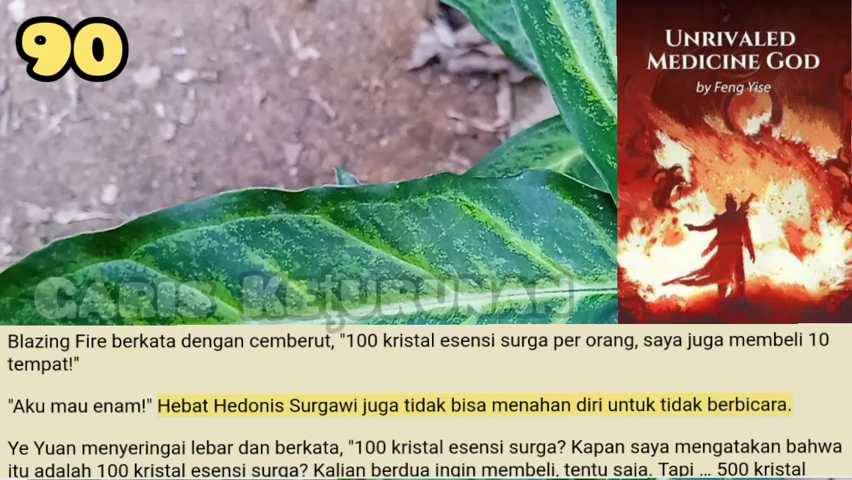 90
UNRIVALED
MEDICINE GOD
by Feng Yise
GARIS KETURUNAN
Blazing Fire berkata dengan cemberut, "100 kristal esensi surga per orang, saya juga membeli 10
tempat!"
"Aku mau enam!" Hebat Hedonis Surgawi juga tidak bisa menahan diri untuk tidak berbicara.
Ye Yuan menyeringai lebar dan berkata, "100 kristal esensi surga? Kapan saya mengatakan bahwa
itu adalah 100 kristal esensi surga? Kalian berdua ingin membeli, tentu saja. Tapi ... 500 kristal